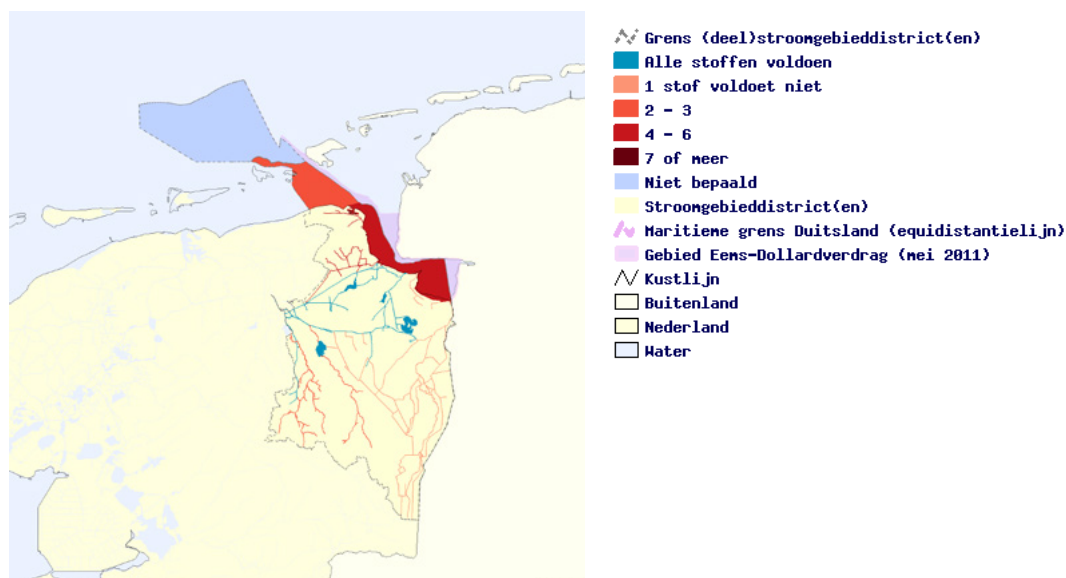 Grens (deel)stroomgebieddistrict(en)
Alle stoffen voldoen
1 stof voldoet niet
2 - 3
4 - 6
7 of meer
Niet bepaald
Stroomgebieddistrict(en)
Maritieme grens Duitsland (equidistantielijn)
Gebied Eems-Dollardverdrag (mei 2011)
Kustlijn
Buitenland
Nederland
Water